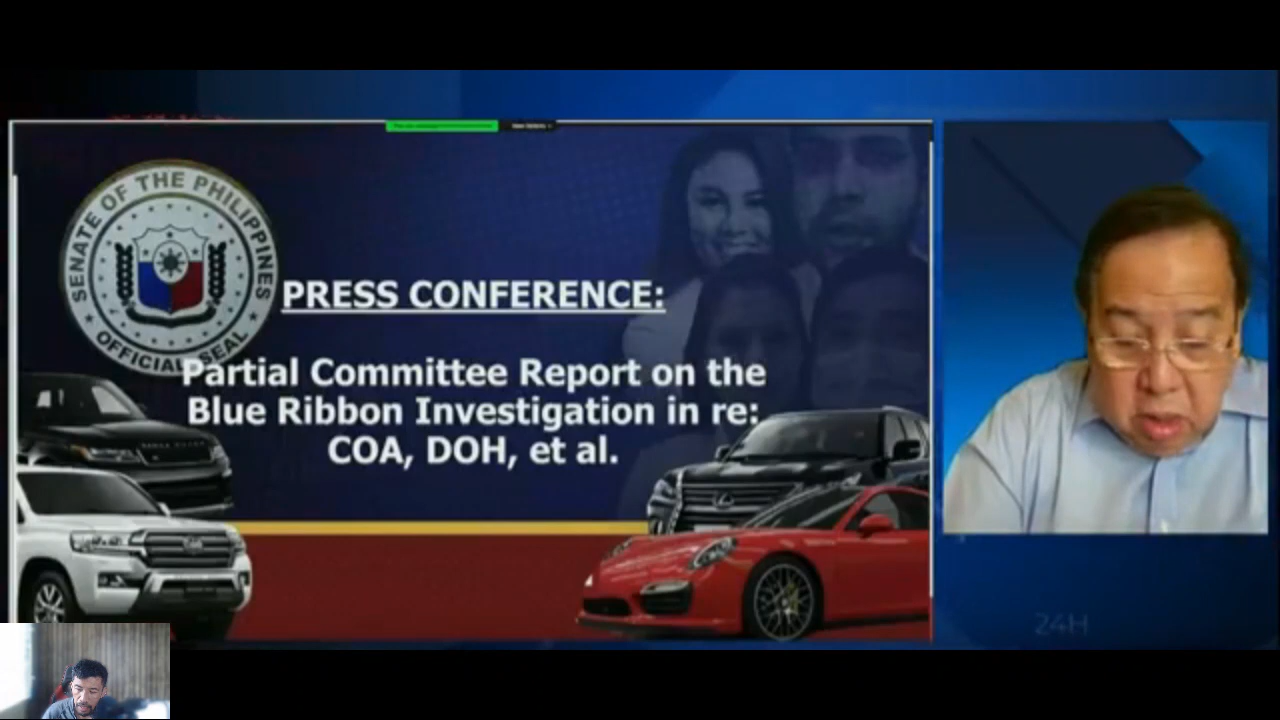 SENATE OF THE PHILIPPINES
OFFICIAL SEAL
PRESS CONFERENCE:
Partial Committee Report on the
Blue Ribbon Investigation in re:
COA, DOH, et al.
24H